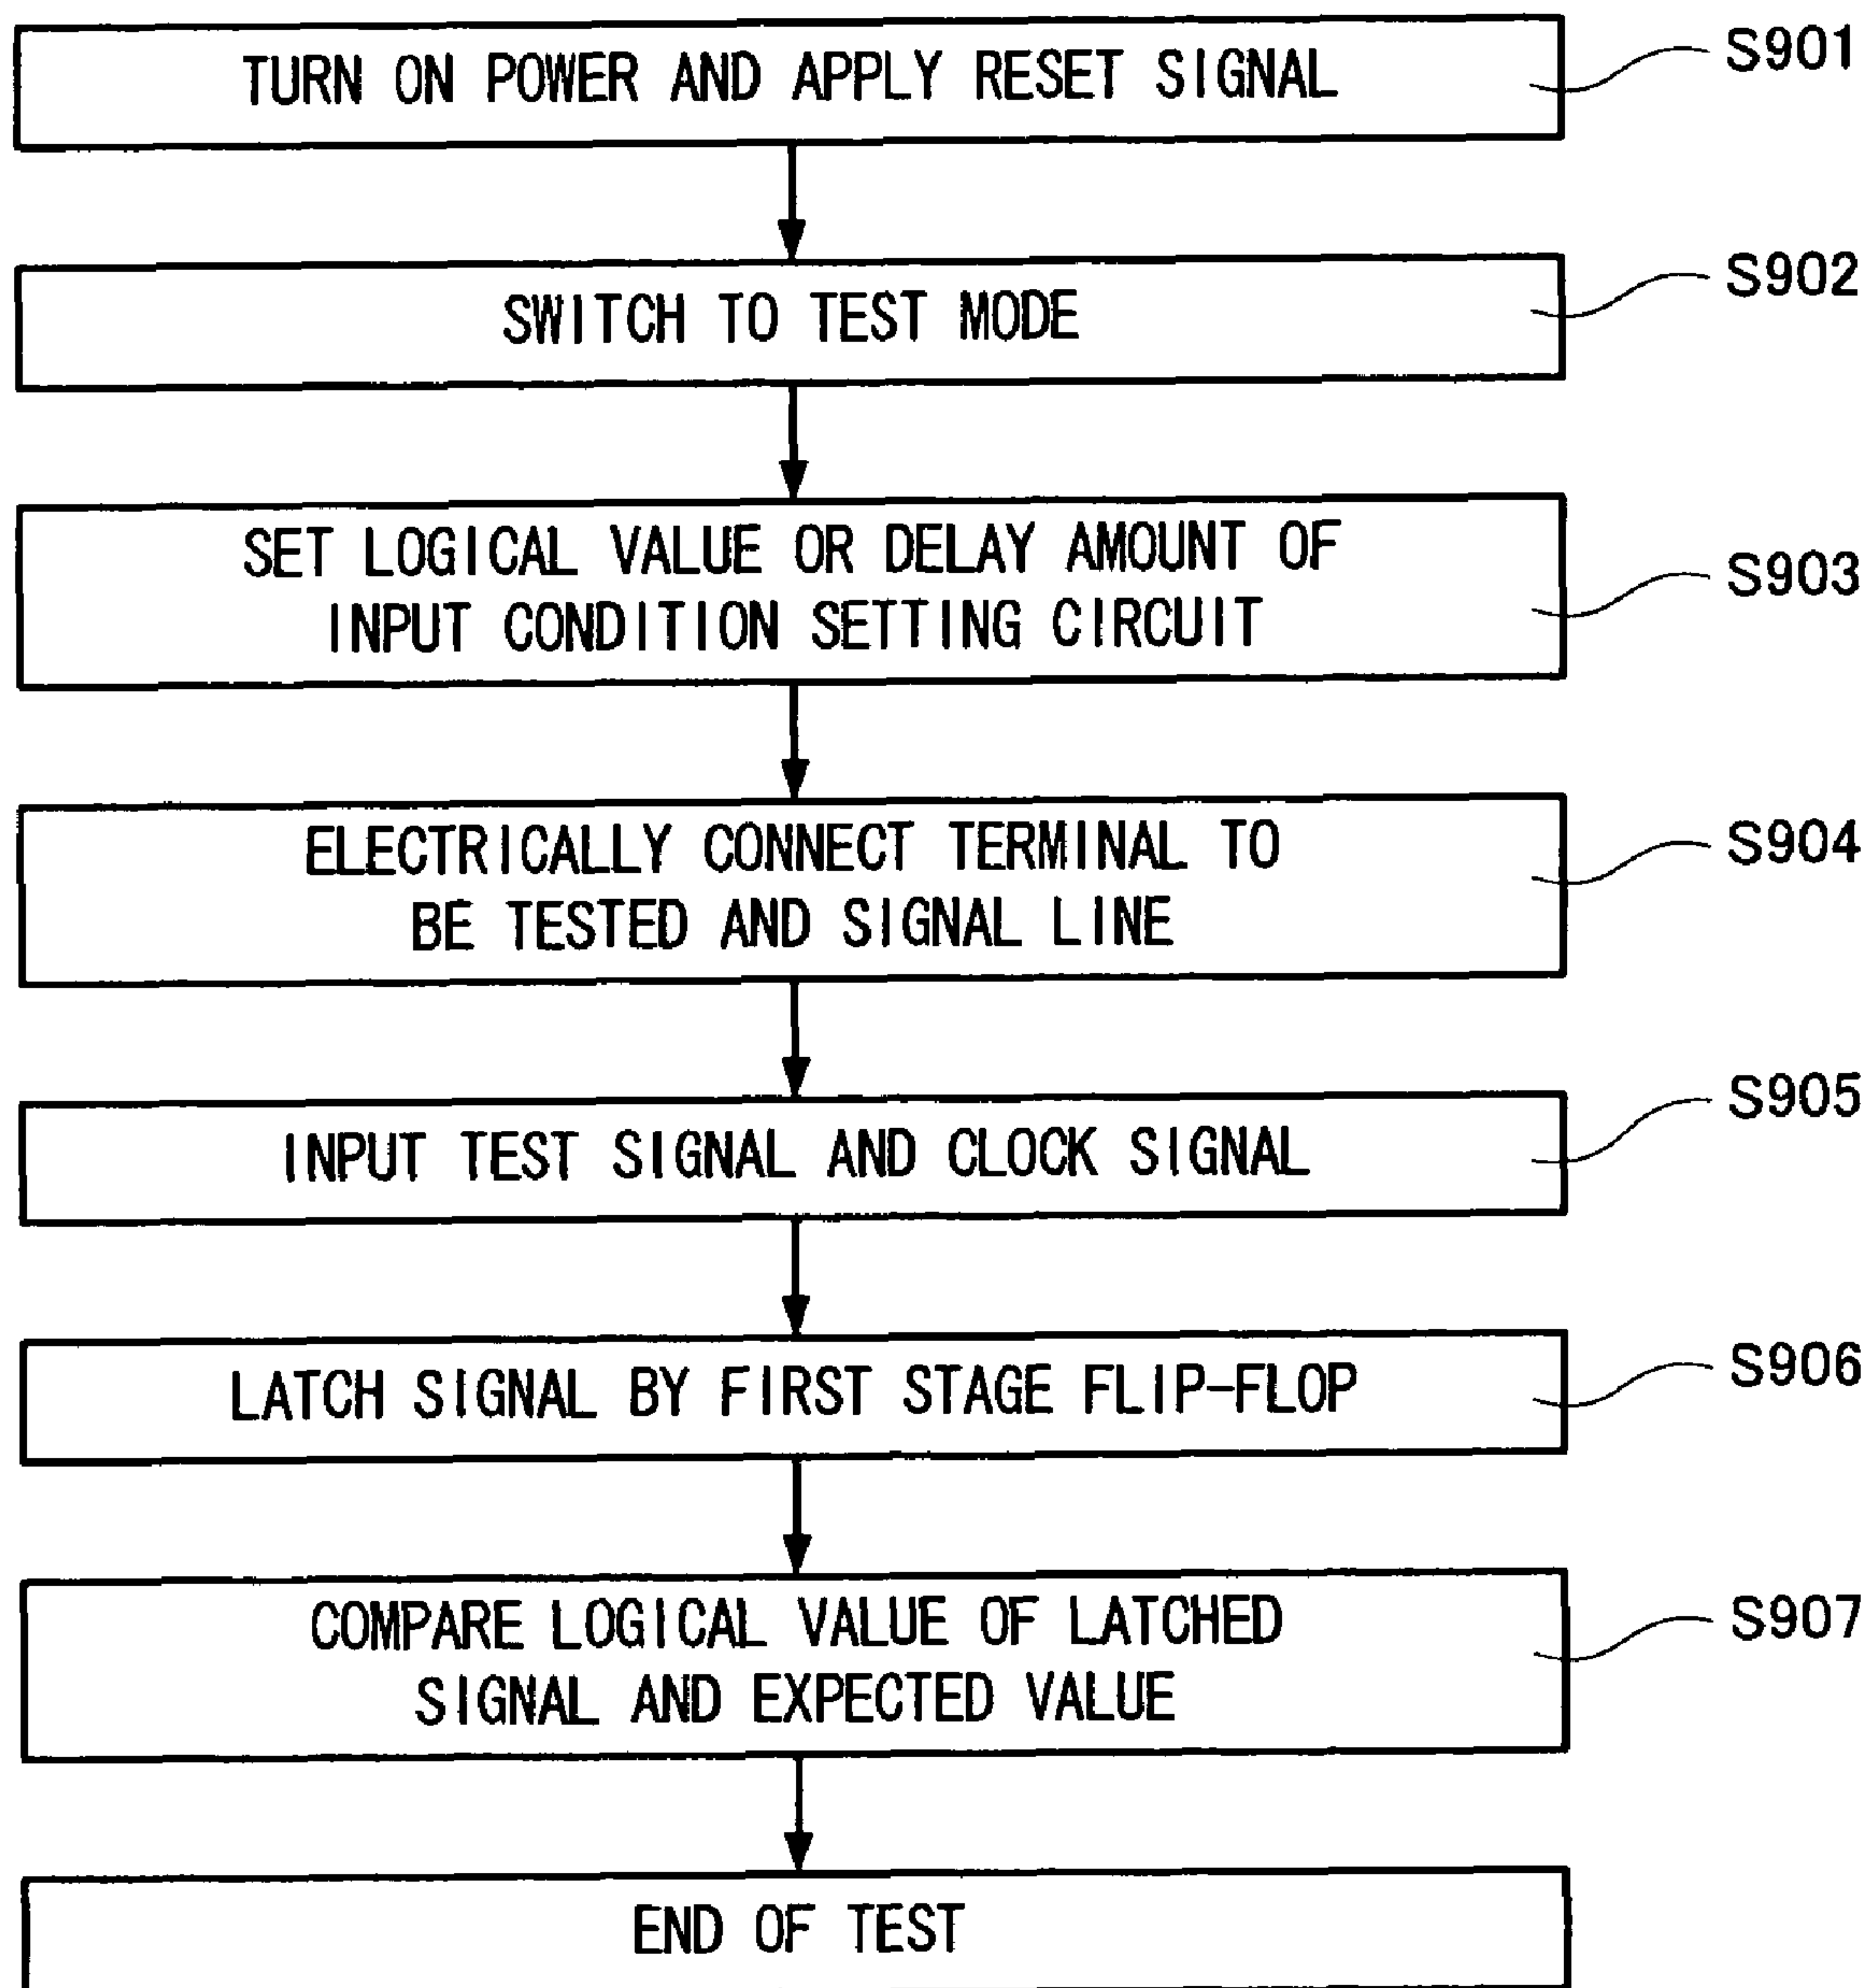 TURN ON POWER AND APPLY RESET SIGNAL
S901
SWITCH TO TEST MODE
S902
SET LOGICAL VALUE OR DELAY AMOUNT OF
INPUT CONDITION SETTING CIRCUIT
S903
ELECTRICALLY CONNECT TERMINAL TO
BE TESTED AND SIGNAL LINE
S904
INPUT TEST SIGNAL AND CLOCK SIGNAL
S905
LATCH SIGNAL BY FIRST STAGE FLIP-FLOP
S906
COMPARE LOGICAL VALUE OF LATCHED
SIGNAL AND EXPECTED VALUE
S907
END OF TEST